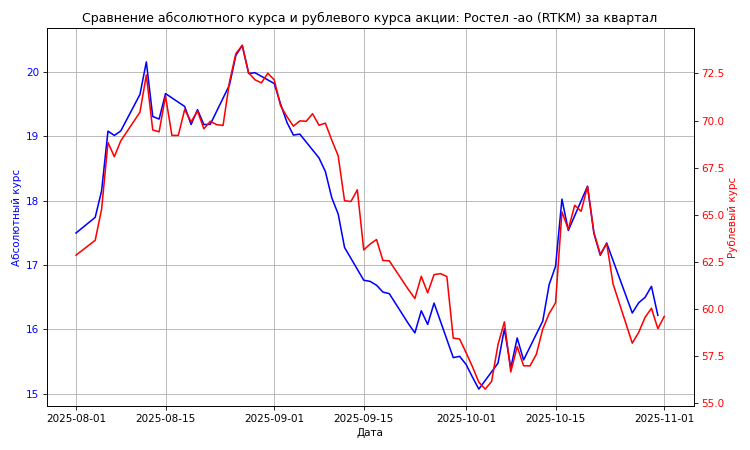 Сравнение абсолютного курса и рублевого курса акции: Ростел -ао (RTKM) за квартал
Абсолютный курс
20
19
18
17
16
15
72.5
70.0
67.5
65.0
62.5
60.0
57.5
55.0
Рублевый курс
2025-08-01 2025-08-15 2025-09-01 2025-09-15 2025-10-01 2025-10-15 2025-11-01
Дата